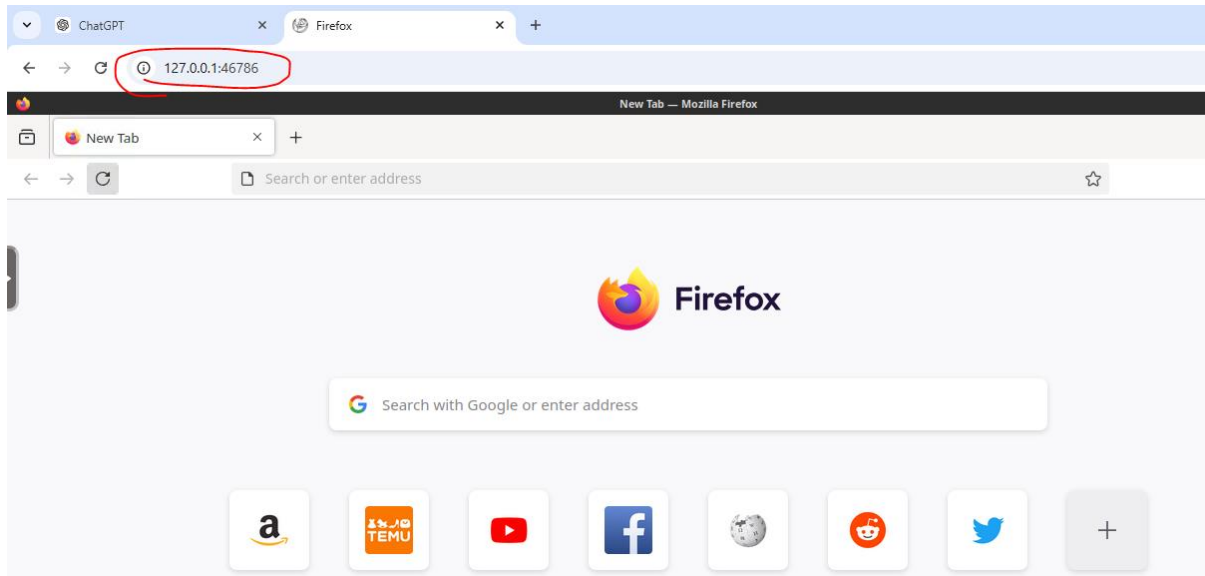 ChatGPT
Firefox
127.0.0.1:46786
New Tab — Mozilla Firefox
New Tab
Search or enter address
Firefox
Search with Google or enter address
a
TEMU
f